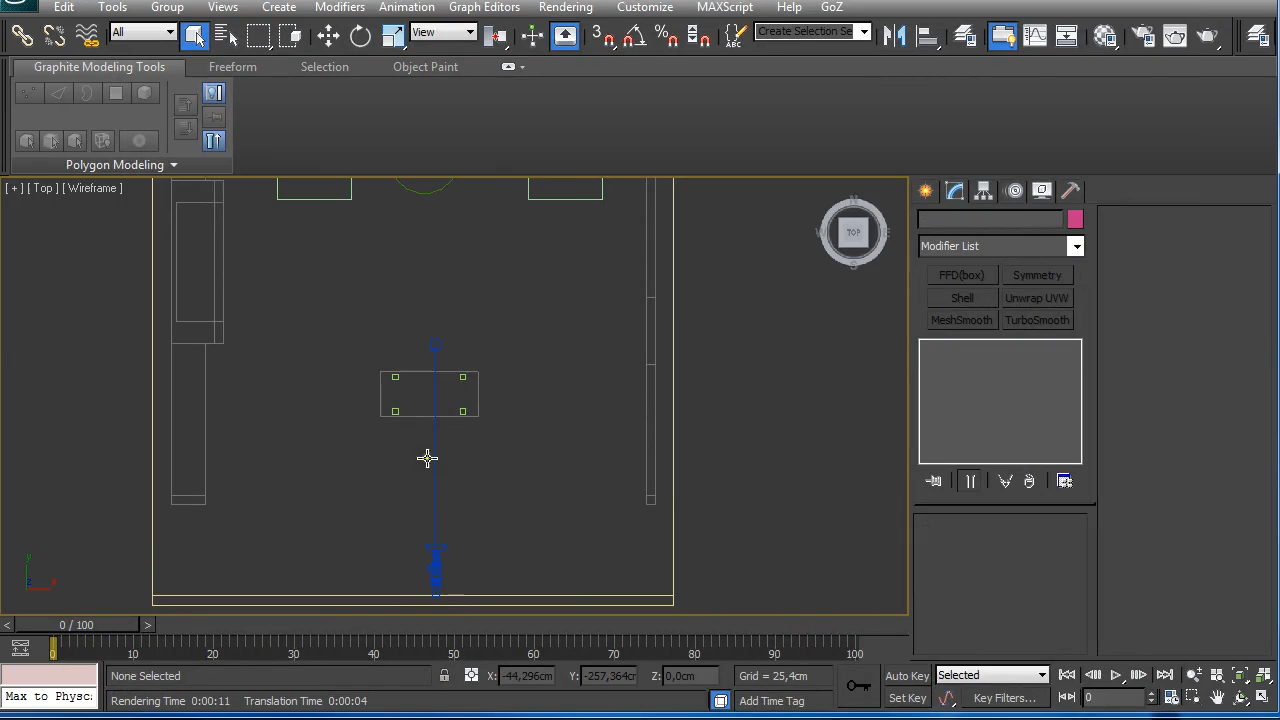 Edit Tools Group Views Create Modifiers Animation Graph Editors Rendering Customize MAXScript Help GoZ
All View 3 Create Selection Se
Graphite Modeling Tools Freeform Selection Object Paint
Polygon Modeling
[ + ] [ Top ] [ Wireframe ]
TOP
Modifier List
FFD(box) Symmetry
Shell Unwrap UVW
MeshSmooth TurboSmooth
y
z x
0 / 100
0 10 20 30 40 50 60 70 80 90 100
None Selected X: -44,296cm Y: -257,364cm Z: 0,0cm Grid = 25,4cm Auto Key Selected
Max to Physc: Rendering Time 0:00:11 Translation Time 0:00:04 Add Time Tag Set Key Key Filters... 0